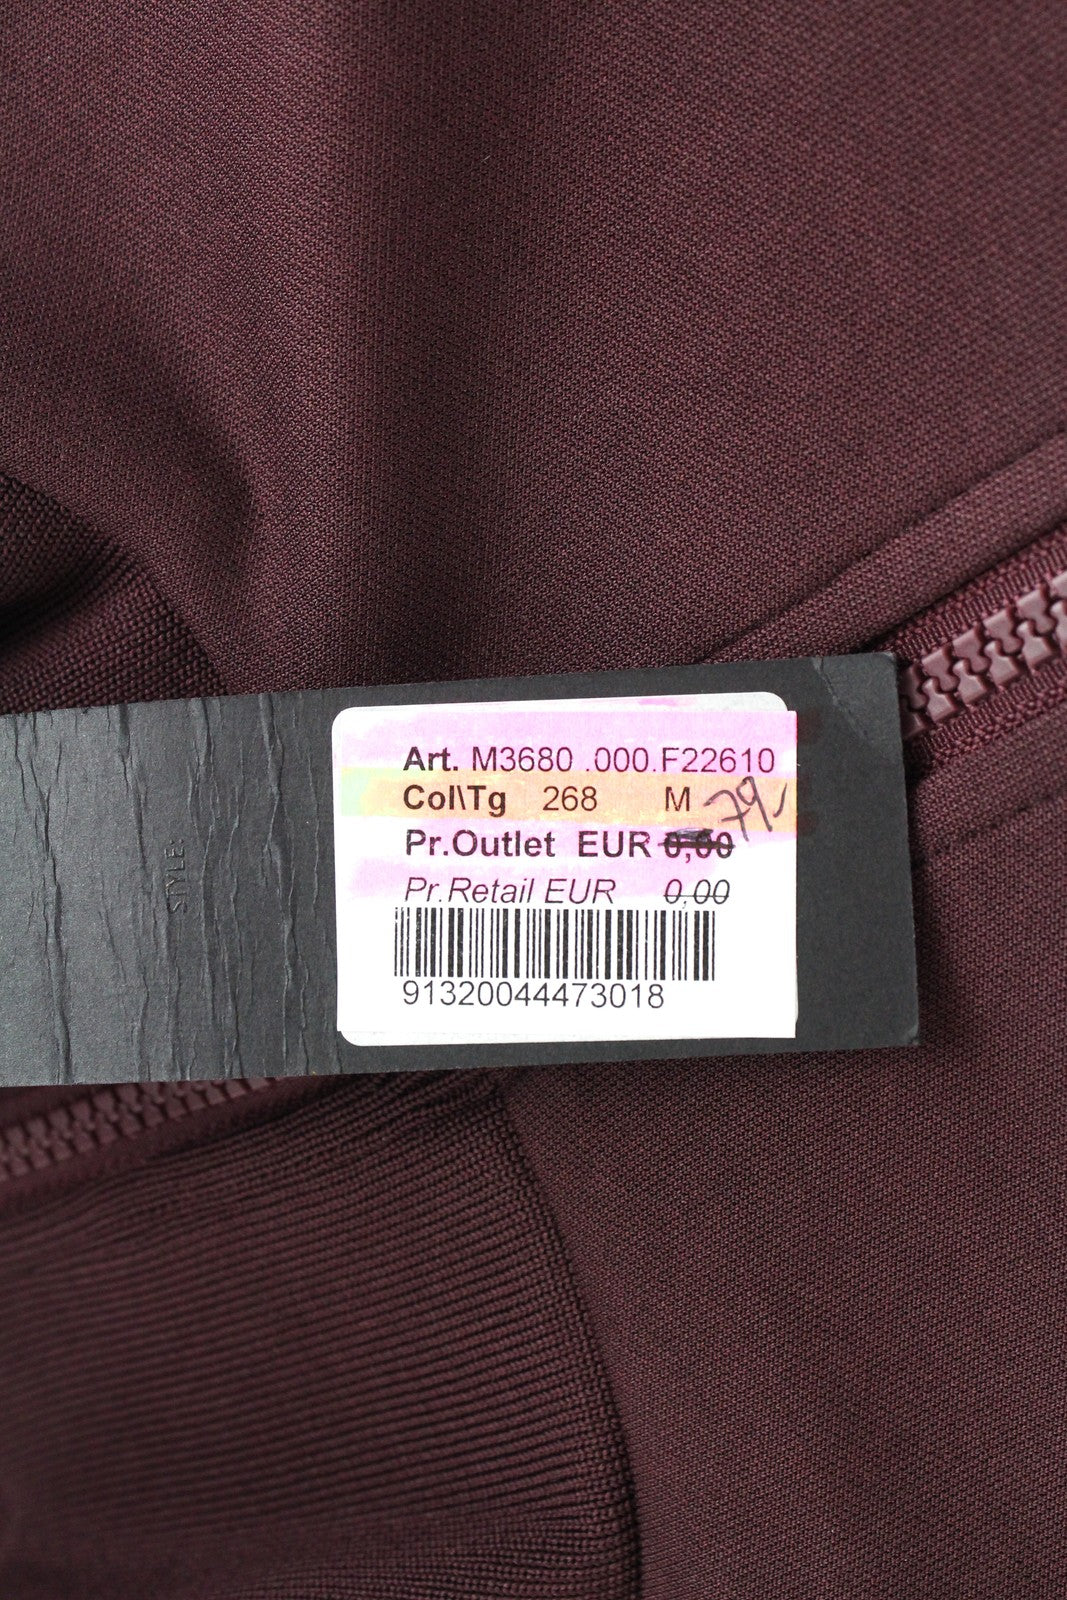 STYLE:
Art. M3680 .000.F22610
Col\Tg 268 M 79,-
Pr.Outlet EUR 0,00
Pr.Retail EUR 0,00
91320044473018